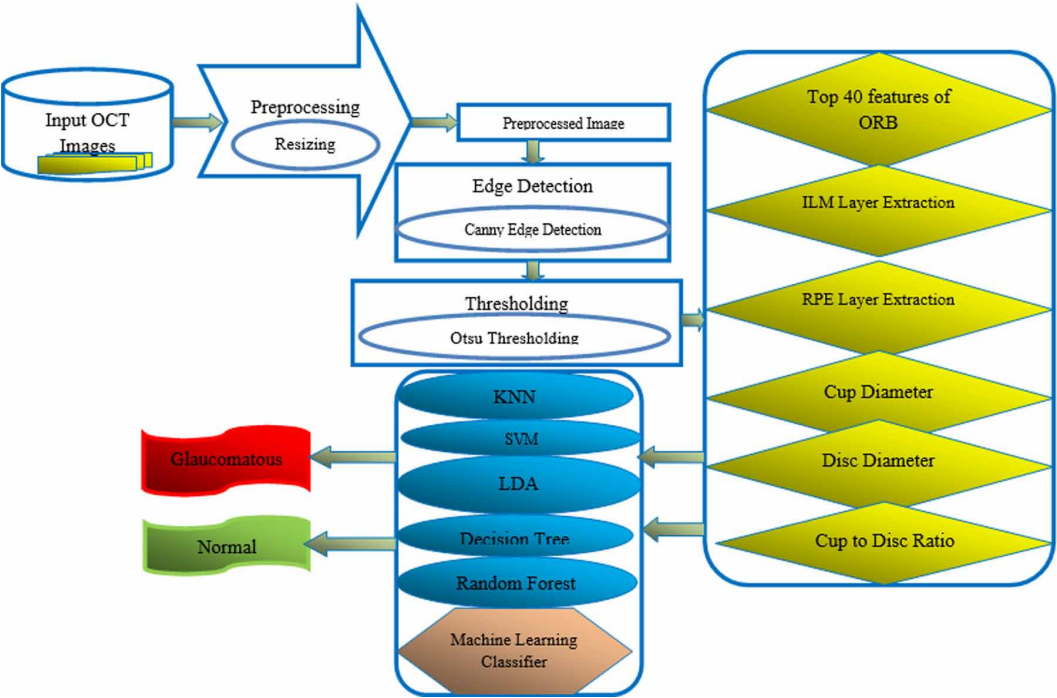 Input OCT
Images
Preprocessing
Resizing
Preprocessed Image
Edge Detection
Canny Edge Detection
Thresholding
Otsu Thresholding
Top 40 features of
ORB
ILM Layer Extraction
RPE Layer Extraction
Cup Diameter
Disc Diameter
Cup to Disc Ratio
KNN
SVM
LDA
Decision Tree
Random Forest
Machine Learning
Classifier
Glaucomatous
Normal